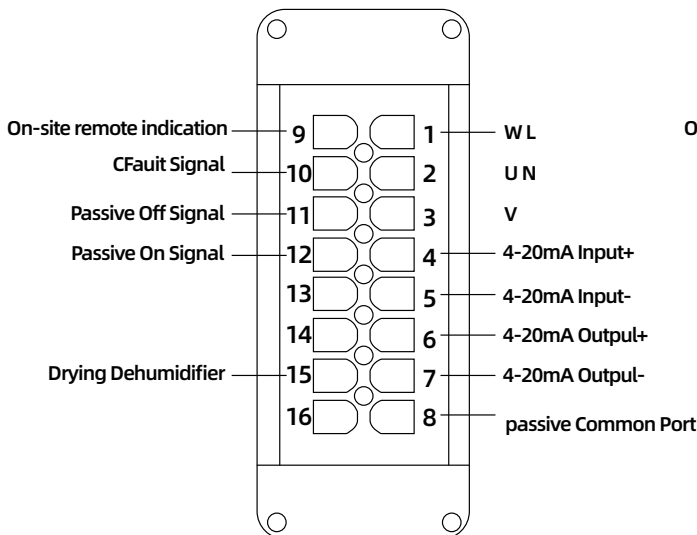 On-site remote indication 9 1 W L O
CFauit Signal 10 2 U N
Passive Off Signal 11 3 V
Passive On Signal 12 4 4-20mA Input+
13 5 4-20mA Input-
14 6 4-20mA Outpul+
Drying Dehumidifier 15 7 4-20mA Outpul-
16 8 passive Common Port